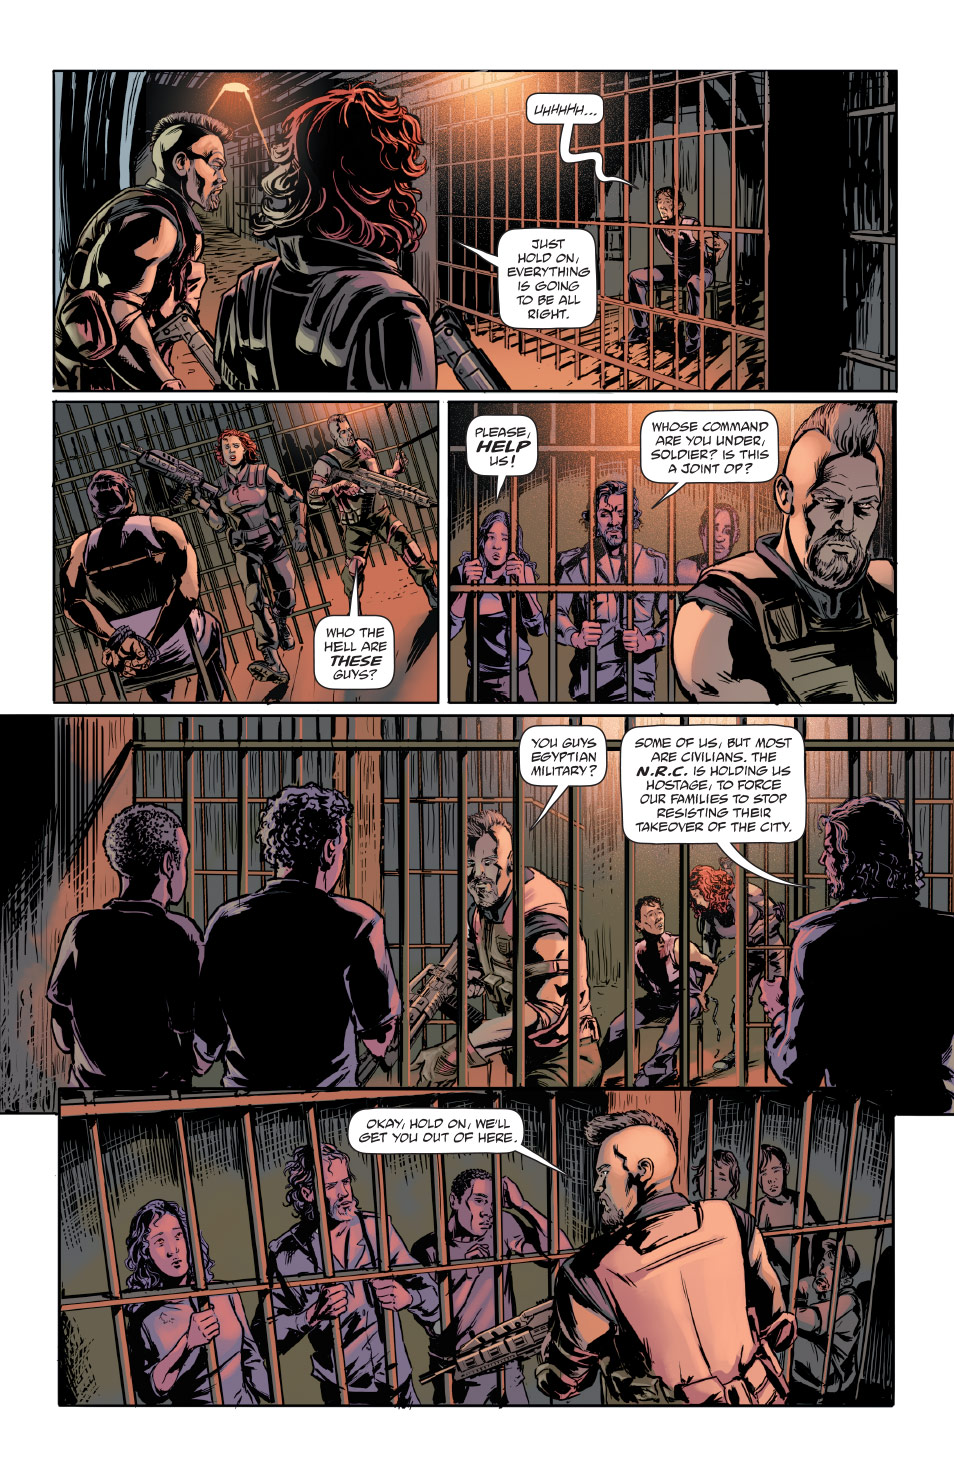 UHHHHH...
JUST
HOLD ON,
EVERYTHING
IS GOING
TO BE ALL
RIGHT.
WHO THE
HELL ARE
THESE
GUYS?
PLEASE,
HELP
US!
WHOSE COMMAND
ARE YOU UNDER,
SOLDIER? IS THIS
A JOINT OP?
YOU GUYS
EGYPTIAN
MILITARY?
SOME OF US, BUT MOST
ARE CIVILIANS. THE
N.R.C. IS HOLDING US
HOSTAGE, TO FORCE
OUR FAMILIES TO STOP
RESISTING THEIR
TAKEOVER OF THE CITY.
OKAY, HOLD ON, WE'LL
GET YOU OUT OF HERE.